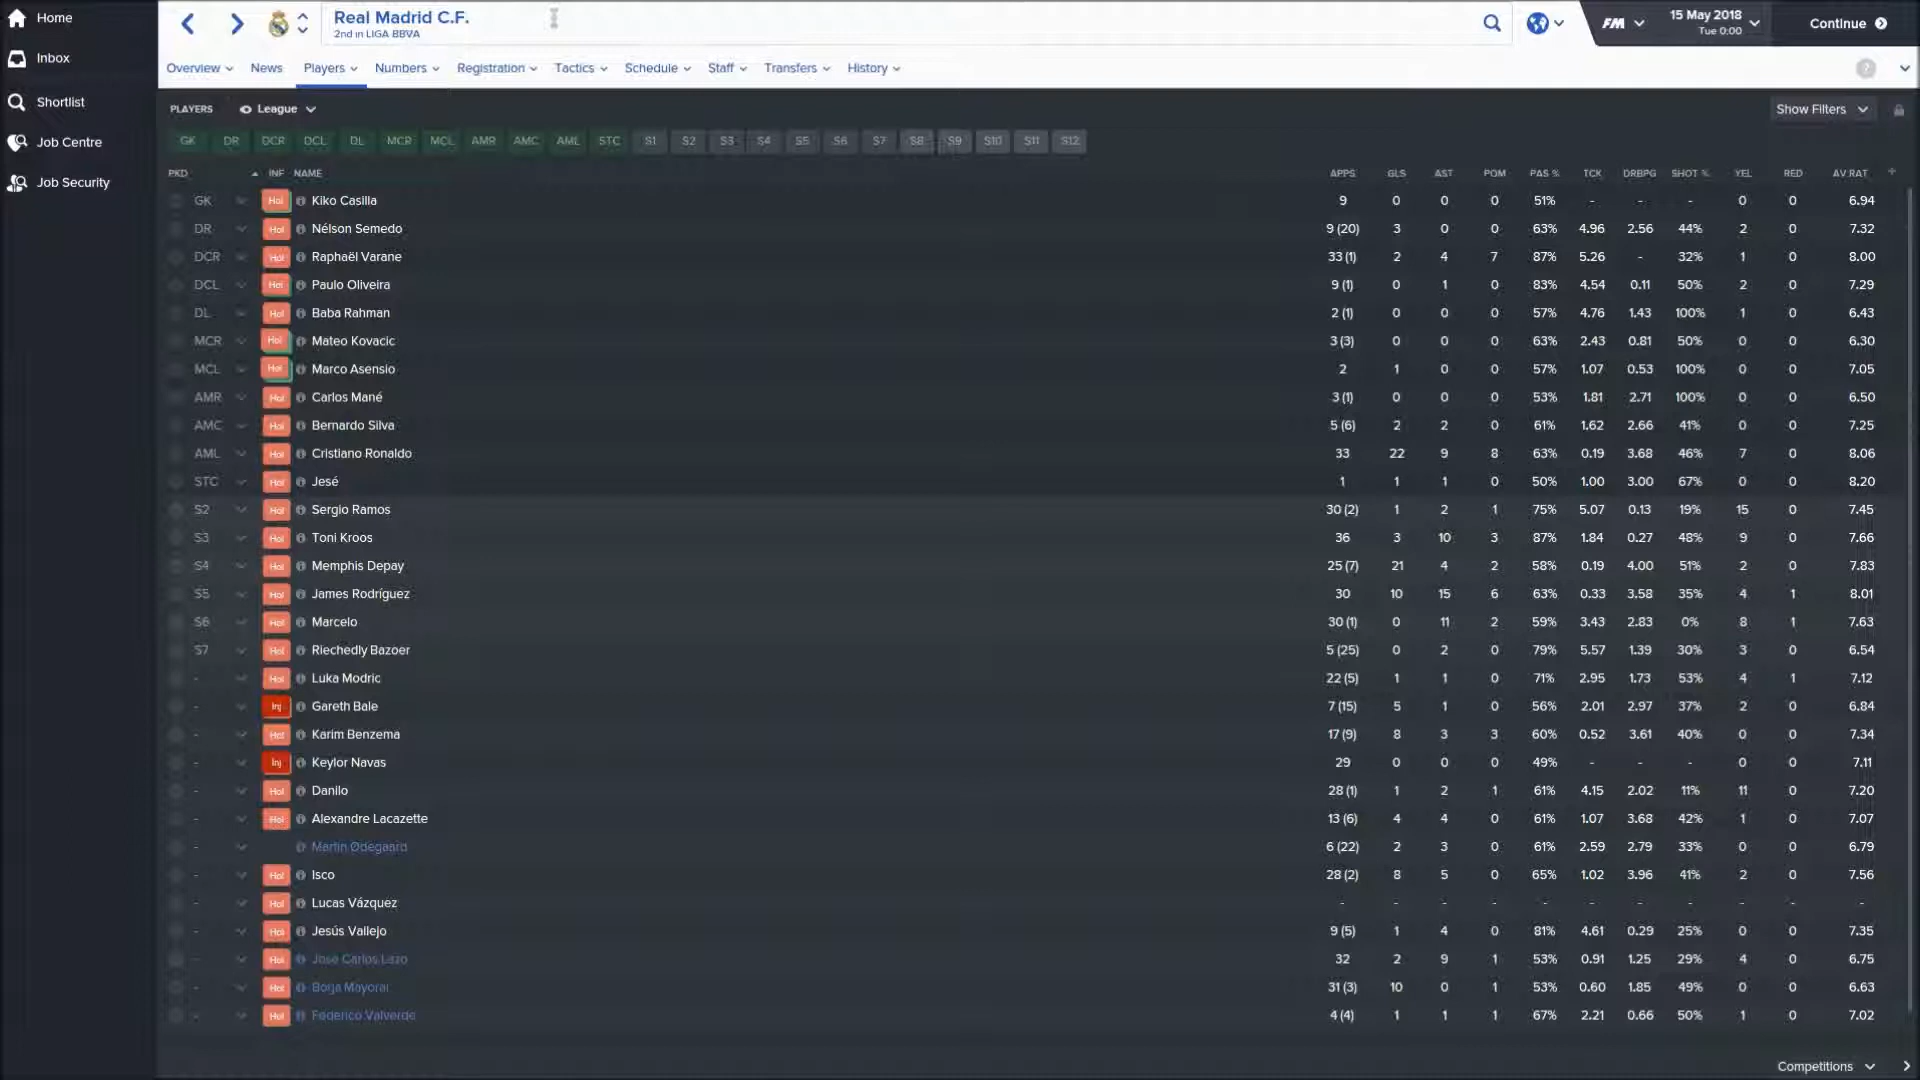 Home
Inbox
Shortlist
Job Centre
Job Security
Real Madrid C.F.
2nd in LIGA BBVA
FM
15 May 2018
Tue 0:00
Continue
Overview News Players Numbers Registration Tactics Schedule Staff Transfers History ?
PLAYERS League Show Filters
GK DR DCR DCL DL MCR MCL AMR AMC AML STC S1 S2 S3 S4 S5 S6 S7 S8 S9 S10 S11 S12
PKD INF NAME APPS GLS AST POM PAS % TCK DRBPG SHOT % YEL RED AV RAT +
GK Hol Kiko Casilla 9 0 0 0 51% - - - 0 0 6.94
DR Hol Nélson Semedo 9 (20) 3 0 0 63% 4.96 2.56 44% 2 0 7.32
DCR Hol Raphaël Varane 33 (1) 2 4 7 87% 5.26 - 32% 1 0 8.00
DCL Hol Paulo Oliveira 9 (1) 0 1 0 83% 4.54 0.11 50% 2 0 7.29
DL Hol Baba Rahman 2 (1) 0 0 0 57% 4.76 1.43 100% 1 0 6.43
MCR Hol Mateo Kovacic 3 (3) 0 0 0 63% 2.43 0.81 50% 0 0 6.30
MCL Hol Marco Asensio 2 1 0 0 57% 1.07 0.53 100% 0 0 7.05
AMR Hol Carlos Mané 3 (1) 0 0 0 53% 1.81 2.71 100% 0 0 6.50
AMC Hol Bernardo Silva 5 (6) 2 2 0 61% 1.62 2.66 41% 0 0 7.25
AML Hol Cristiano Ronaldo 33 22 9 8 63% 0.19 3.68 46% 7 0 8.06
STC Hol Jesé 1 1 1 0 50% 1.00 3.00 67% 0 0 8.20
S2 Hol Sergio Ramos 30 (2) 1 2 1 75% 5.07 0.13 19% 15 0 7.45
S3 Hol Toni Kroos 36 3 10 3 87% 1.84 0.27 48% 9 0 7.66
S4 Hol Memphis Depay 25 (7) 21 4 2 58% 0.19 4.00 51% 2 0 7.83
S5 Hol James Rodríguez 30 10 15 6 63% 0.33 3.58 35% 4 1 8.01
S6 Hol Marcelo 30 (1) 0 11 2 59% 3.43 2.83 0% 8 1 7.63
S7 Hol Riechedly Bazoer 5 (25) 0 2 0 79% 5.57 1.39 30% 3 0 6.54
- Hol Luka Modric 22 (5) 1 1 0 71% 2.95 1.73 53% 4 1 7.12
- Inj Gareth Bale 7 (15) 5 1 0 56% 2.01 2.97 37% 2 0 6.84
- Hol Karim Benzema 17 (9) 8 3 3 60% 0.52 3.61 40% 0 0 7.34
- Inj Keylor Navas 29 0 0 0 49% - - - 0 0 7.11
- Hol Danilo 28 (1) 1 2 1 61% 4.15 2.02 11% 11 0 7.20
- Hol Alexandre Lacazette 13 (6) 4 4 0 61% 1.07 3.68 42% 1 0 7.07
- Martin Ødegaard 6 (22) 2 3 0 61% 2.59 2.79 33% 0 0 6.79
- Hol Isco 28 (2) 8 5 0 65% 1.02 3.96 41% 2 0 7.56
- Hol Lucas Vázquez - - - - - - - - - - -
- Hol Jesús Vallejo 9 (5) 1 4 0 81% 4.61 0.29 25% 0 0 7.35
- Hol José Carlos Lazo 32 2 9 1 53% 0.91 1.25 29% 4 0 6.75
- Hol Borja Mayoral 31 (3) 10 0 1 53% 0.60 1.85 49% 0 0 6.63
- Hol Federico Valverde 4 (4) 1 1 1 67% 2.21 0.66 50% 1 0 7.02
Competitions